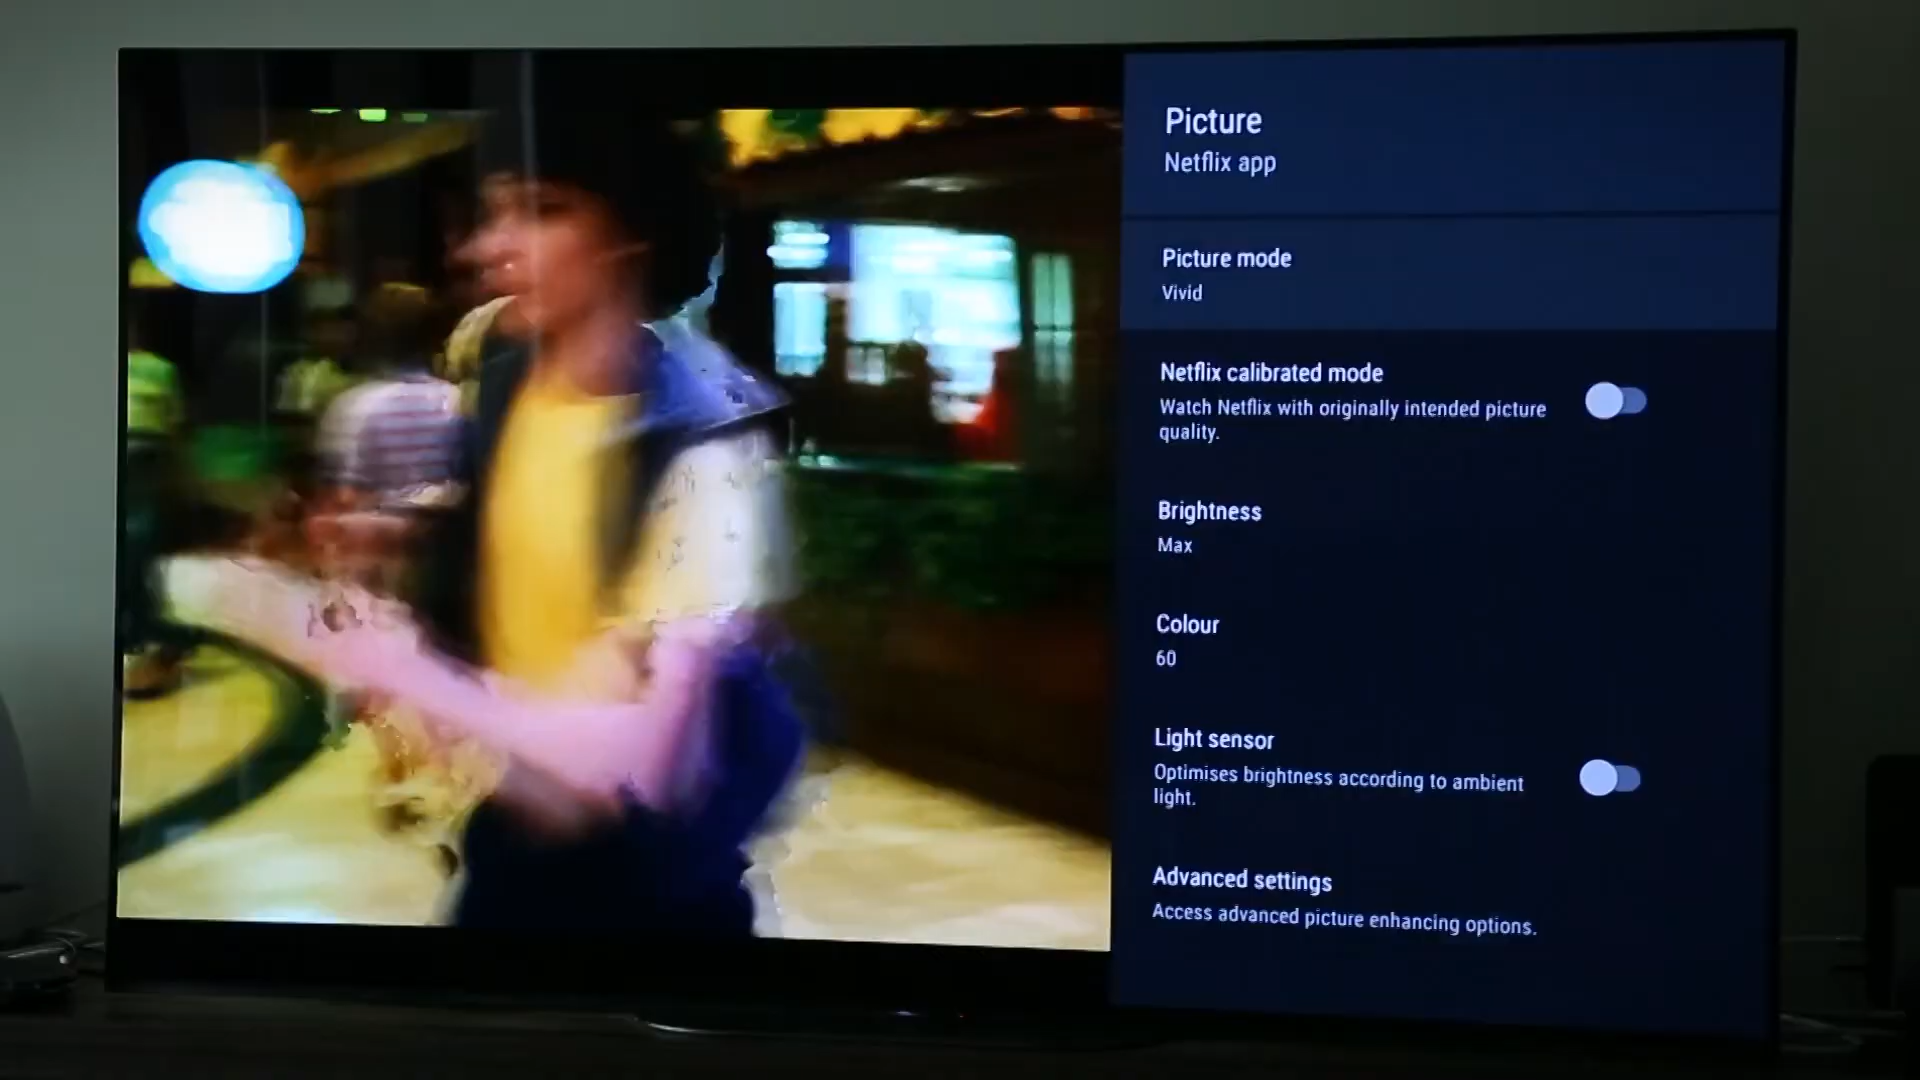 Picture
Netflix app
Picture mode
Vivid
Netflix calibrated mode
Watch Netflix with originally intended picture
quality.
Brightness
Max
Colour
60
Light sensor
Optimises brightness according to ambient
light.
Advanced settings
Access advanced picture enhancing options.